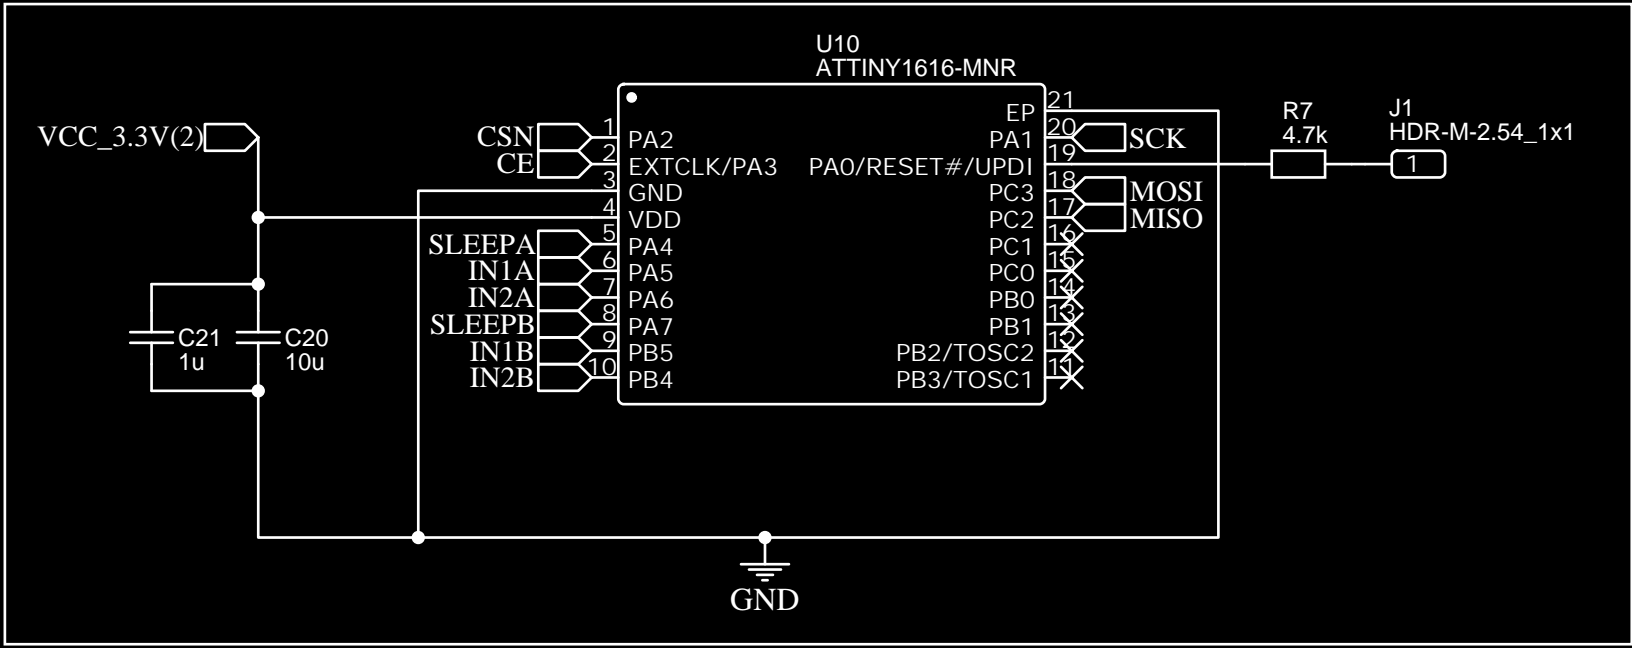 U10
ATTINY1616-MNR
VCC_3.3V(2)
CSN
CE
SLEEPA
IN1A
IN2A
SLEEPB
IN1B
IN2B
1
2
3
4
5
6
7
8
9
10
PA2
EXTCLK/PA3
GND
VDD
PA4
PA5
PA6
PA7
PB5
PB4
EP
PA1
PA0/RESET#/UPDI
PC3
PC2
PC1
PC0
PB0
PB1
PB2/TOSC2
PB3/TOSC1
21
20
19
18
17
16
15
14
13
12
11
SCK
MOSI
MISO
R7
4.7k
J1
HDR-M-2.54_1x1
1
C21
1u
C20
10u
GND